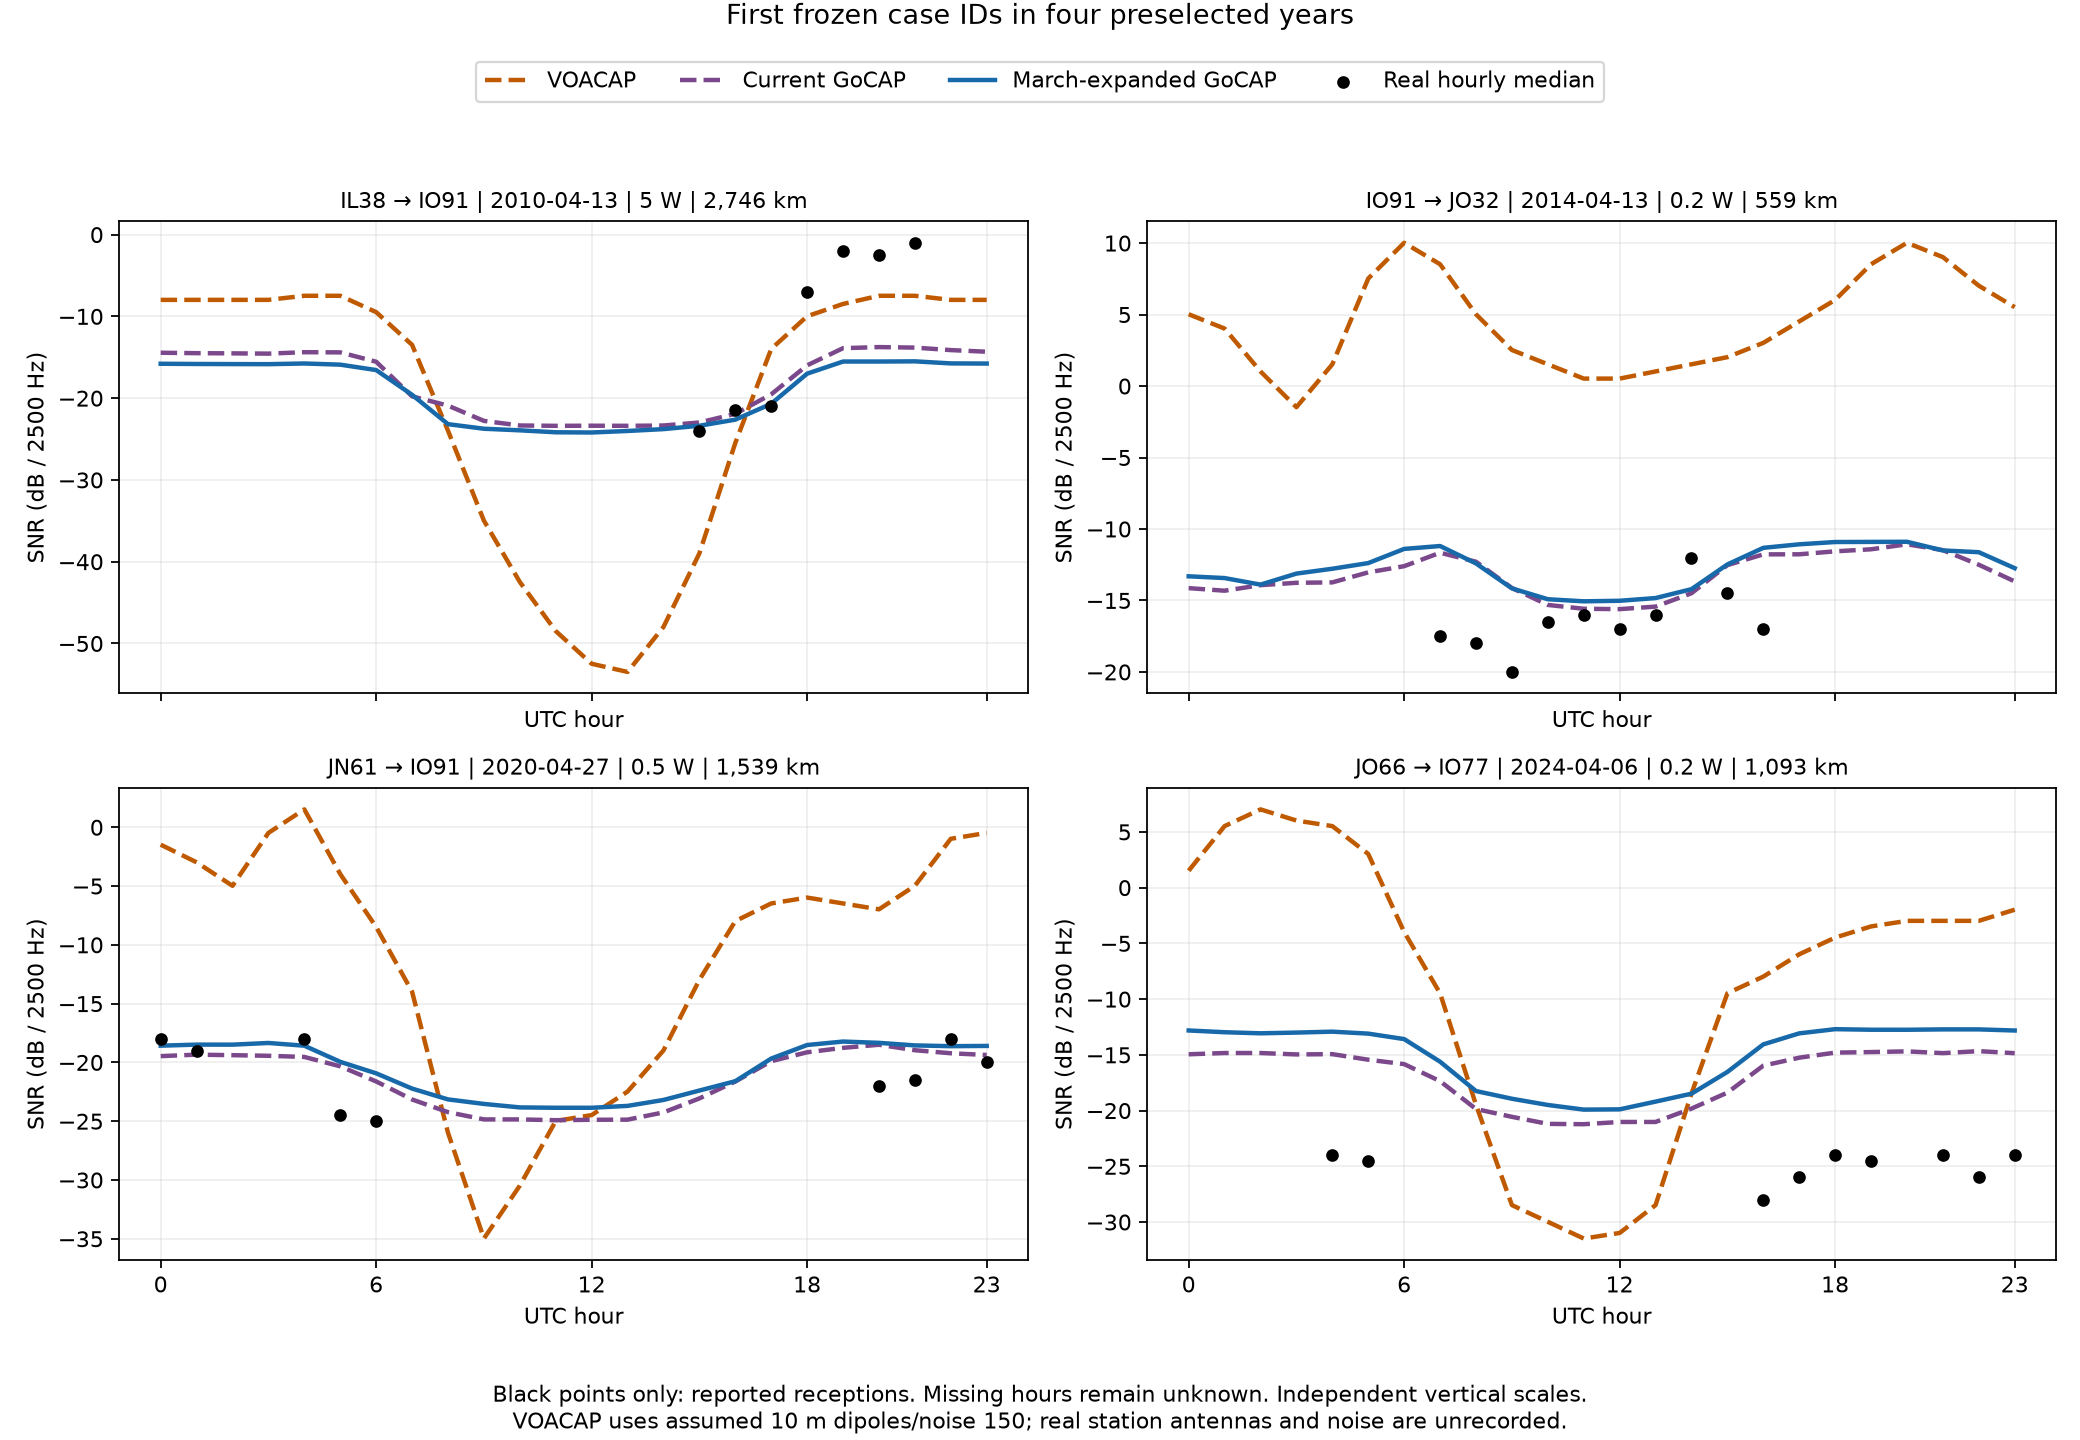 First frozen case IDs in four preselected years
VOACAP
Current GoCAP
March-expanded GoCAP
Real hourly median
IL38 → IO91 | 2010-04-13 | 5 W | 2,746 km
SNR (dB / 2500 Hz)
0
−10
−20
−30
−40
−50
UTC hour
IO91 → JO32 | 2014-04-13 | 0.2 W | 559 km
SNR (dB / 2500 Hz)
10
5
0
−5
−10
−15
−20
UTC hour
JN61 → IO91 | 2020-04-27 | 0.5 W | 1,539 km
SNR (dB / 2500 Hz)
0
−5
−10
−15
−20
−25
−30
−35
0 6 12 18 23
UTC hour
JO66 → IO77 | 2024-04-06 | 0.2 W | 1,093 km
SNR (dB / 2500 Hz)
5
0
−5
−10
−15
−20
−25
−30
0 6 12 18 23
UTC hour
Black points only: reported receptions. Missing hours remain unknown. Independent vertical scales.
VOACAP uses assumed 10 m dipoles/noise 150; real station antennas and noise are unrecorded.